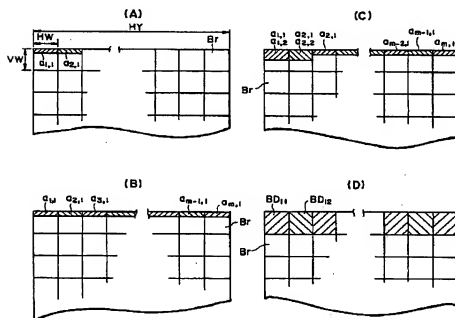 (A)
HY
HW
Br
VW
a1,1
a2,1
(C)
a1,1 a2,1 a2,1 am-1,1
a1,2 a2,2 am-2,1 am,1
Br
(B)
a1,1 a2,1 a3,1 am-1,1 am,1
Br
(D)
BD11 BD12
Br